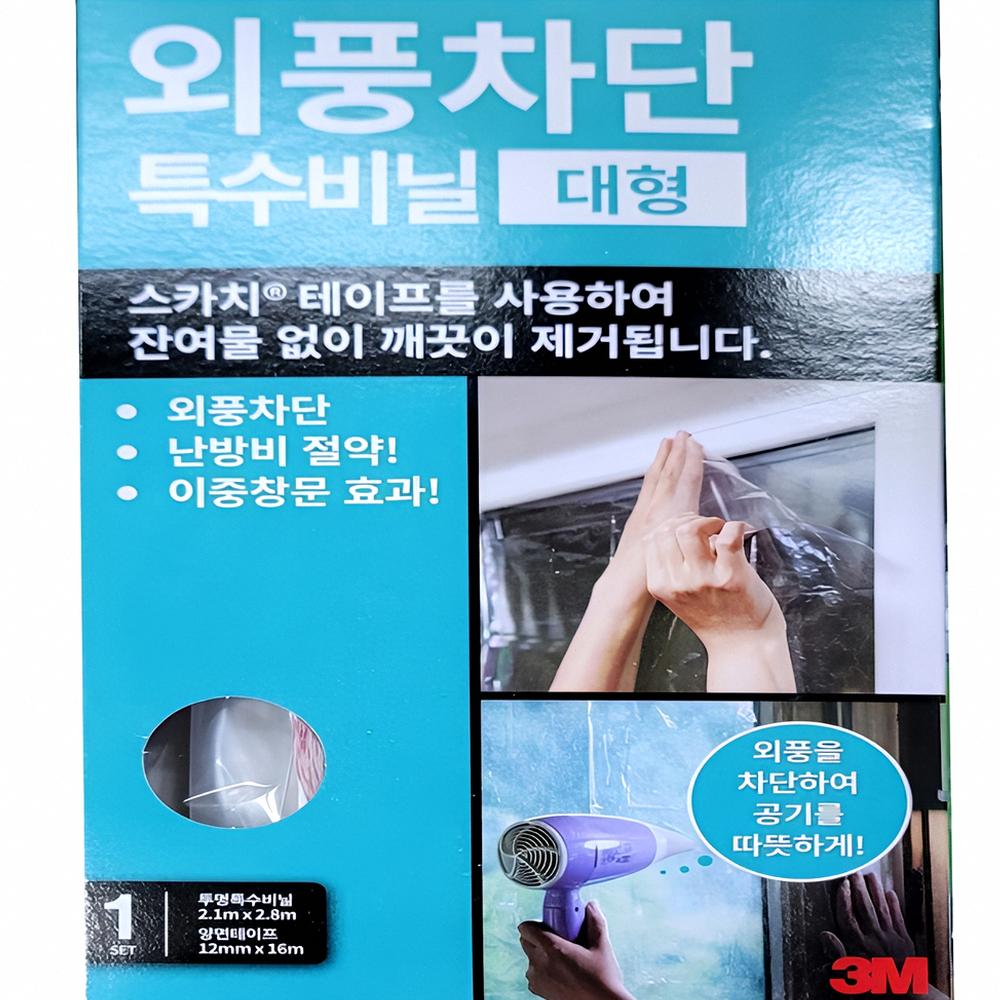 외풍차단
특수비닐 대형
스카치® 테이프를 사용하여
잔여물 없이 깨끗이 제거됩니다.
• 외풍차단
• 난방비 절약!
• 이중창문 효과!
외풍을
차단하여
공기를
따뜻하게!
1
SET
투명특수비닐
2.1m x 2.8m
양면테이프
12mm x 16m
3M